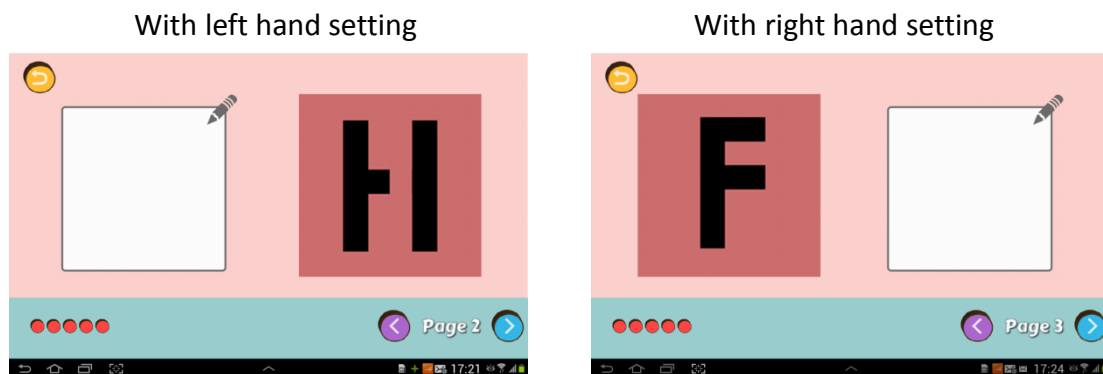 With left hand setting
With right hand setting
H
F
Page 2
Page 3
17:21
17:24